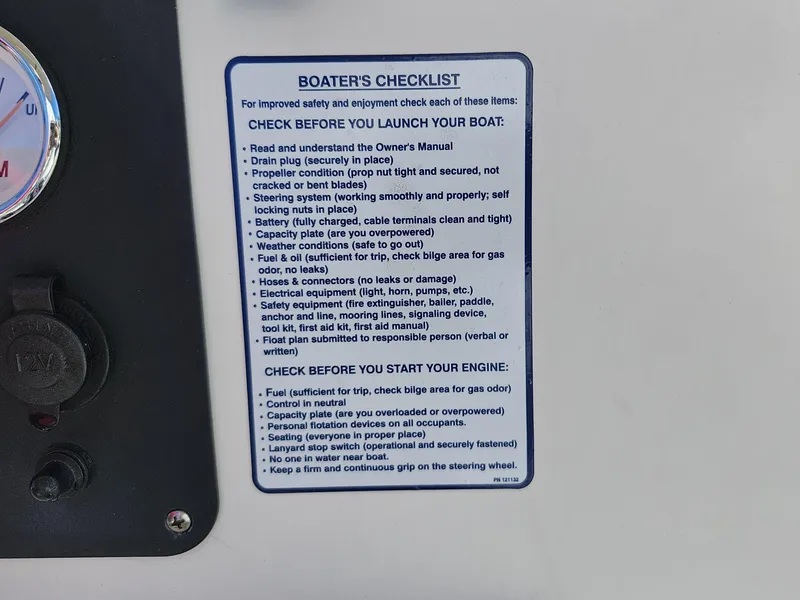 BOATER'S CHECKLIST
For improved safety and enjoyment check each of these items:
CHECK BEFORE YOU LAUNCH YOUR BOAT:
• Read and understand the Owner's Manual
• Drain plug (securely in place)
• Propeller condition (prop nut tight and secured, not
cracked or bent blades)
• Steering system (working smoothly and properly; self
locking nuts in place)
• Battery (fully charged, cable terminals clean and tight)
• Capacity plate (are you overpowered)
• Weather conditions (safe to go out)
• Fuel & oil (sufficient for trip, check bilge area for gas
odor, no leaks)
• Hoses & connectors (no leaks or damage)
• Electrical equipment (light, horn, pumps, etc.)
• Safety equipment (fire extinguisher, bailer, paddle,
anchor and line, mooring lines, signaling device,
tool kit, first aid kit, first aid manual)
• Float plan submitted to responsible person (verbal or
written)
CHECK BEFORE YOU START YOUR ENGINE:
• Fuel (sufficient for trip, check bilge area for gas odor)
• Control in neutral
• Capacity plate (are you overloaded or overpowered)
• Personal flotation devices on all occupants.
• Seating (everyone in proper place)
• Lanyard stop switch (operational and securely fastened)
• No one in water near boat.
• Keep a firm and continuous grip on the steering wheel.
PN 121132
12V